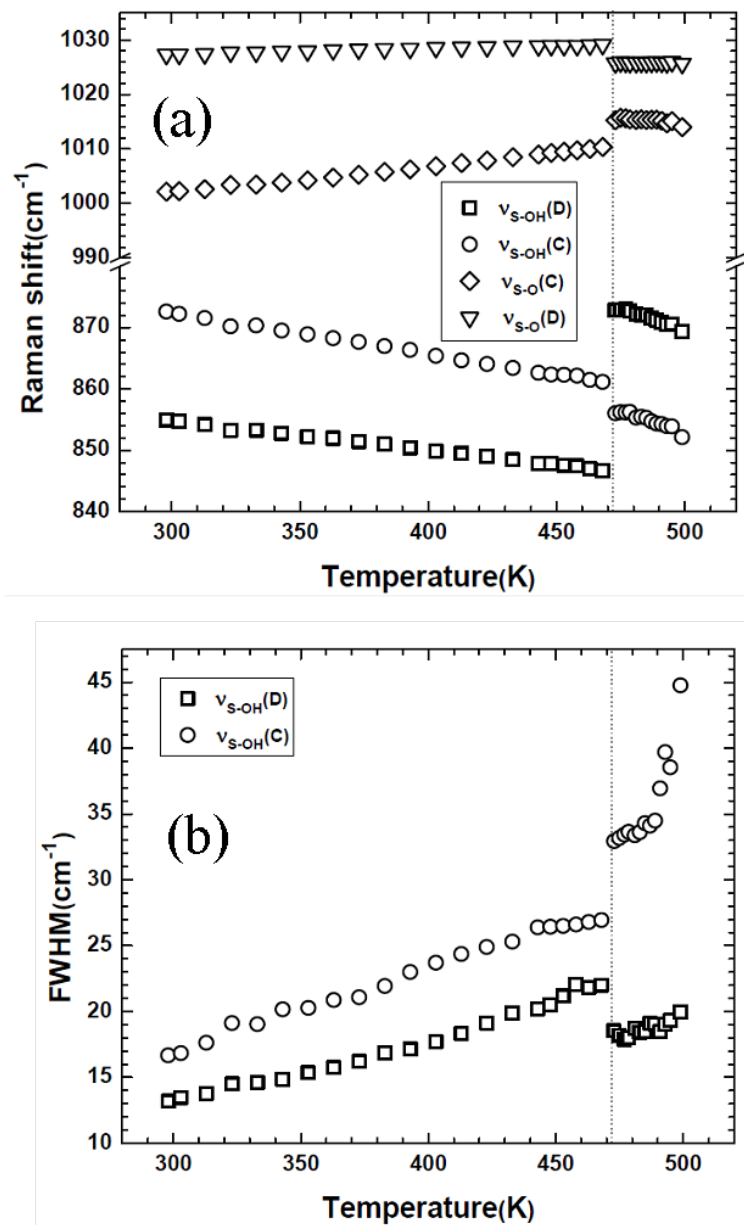 1030
1020
1010
1000
990
870
860
850
840
Raman shift(cm⁻¹)
(a)
νS-OH(D)
νS-OH(C)
νS-O(C)
νS-O(D)
300 350 400 450 500
Temperature(K)
45
40
35
30
25
20
15
10
FWHM(cm⁻¹)
νS-OH(D)
νS-OH(C)
(b)
300 350 400 450 500
Temperature(K)